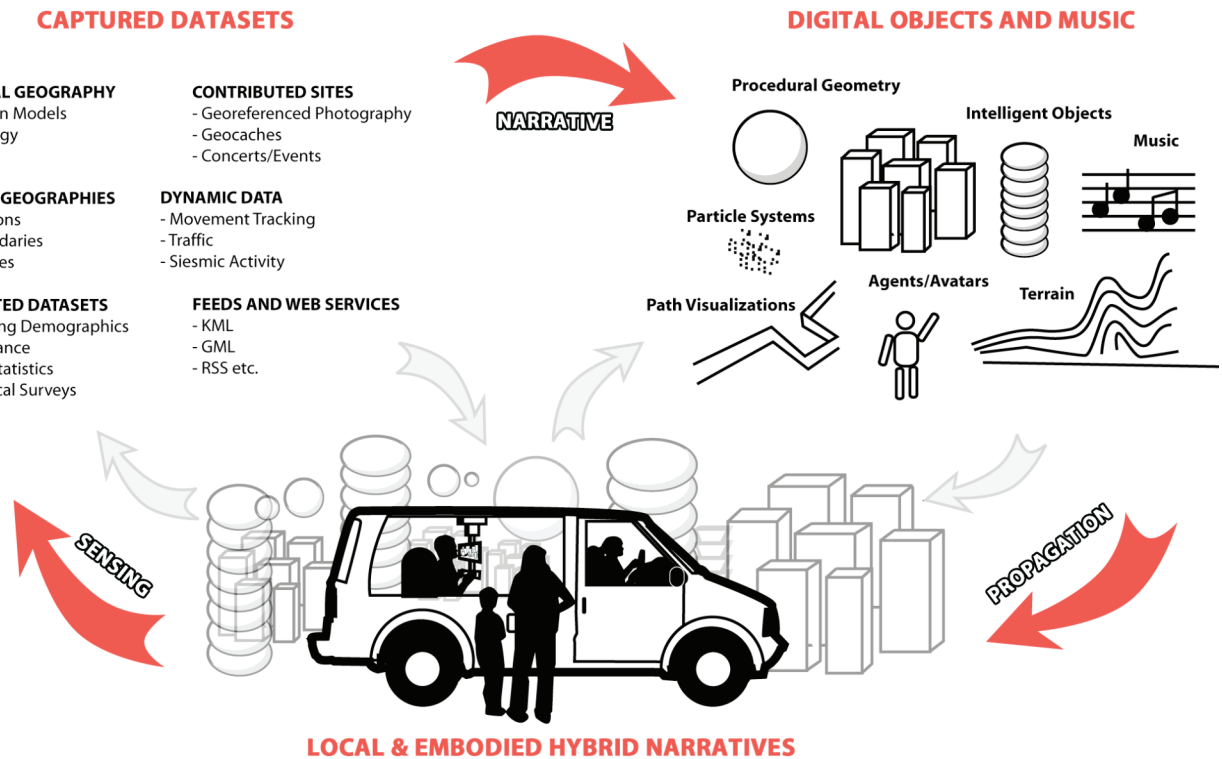 CAPTURED DATASETS
DIGITAL OBJECTS AND MUSIC
L GEOGRAPHY
n Models
gy
CONTRIBUTED SITES
- Georeferenced Photography
- Geocaches
- Concerts/Events
GEOGRAPHIES
ons
daries
es
DYNAMIC DATA
- Movement Tracking
- Traffic
- Siesmic Activity
TED DATASETS
ng Demographics
ance
tatistics
cal Surveys
FEEDS AND WEB SERVICES
- KML
- GML
- RSS etc.
NARRATIVE
Procedural Geometry
Intelligent Objects
Music
Particle Systems
Agents/Avatars
Path Visualizations
Terrain
SENSING
PROPAGATION
LOCAL & EMBODIED HYBRID NARRATIVES